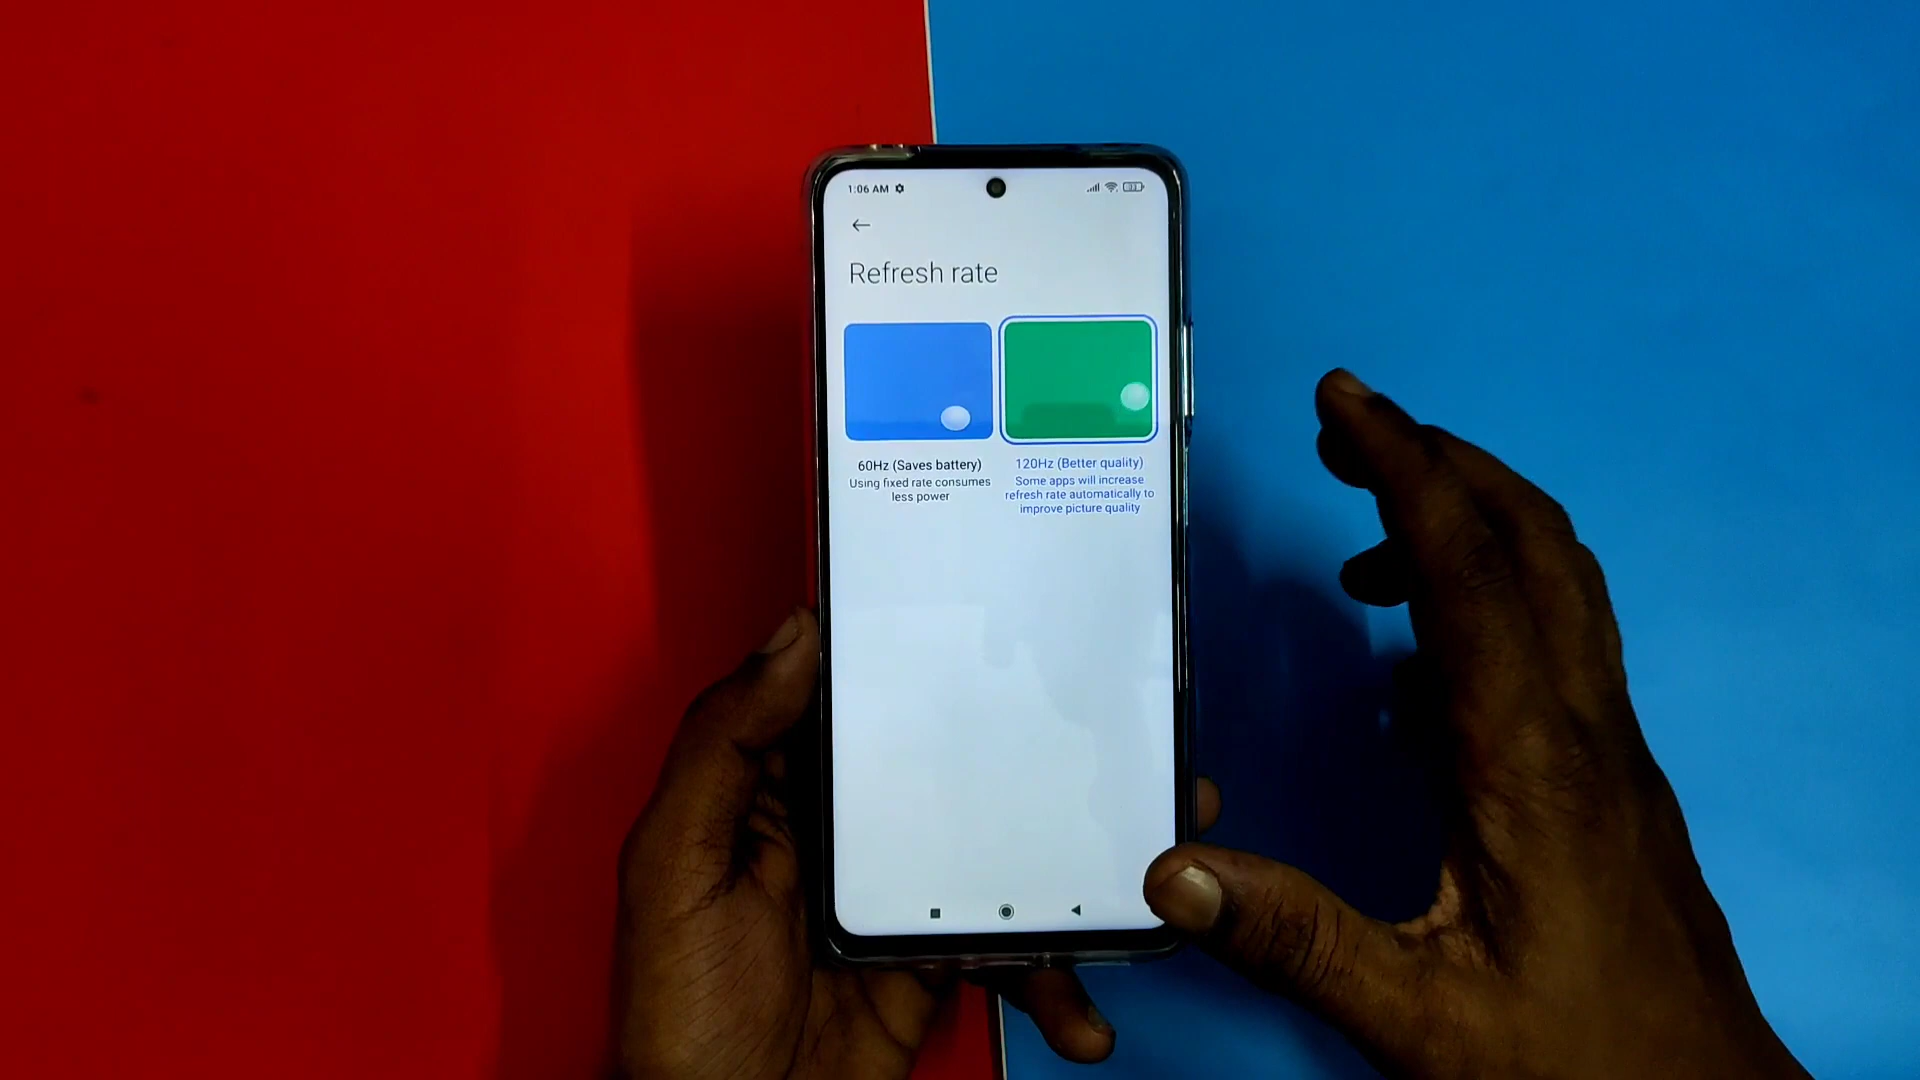 1:06 AM
Refresh rate
60Hz (Saves battery)
Using fixed rate consumes
less power
120Hz (Better quality)
Some apps will increase
refresh rate automatically to
improve picture quality